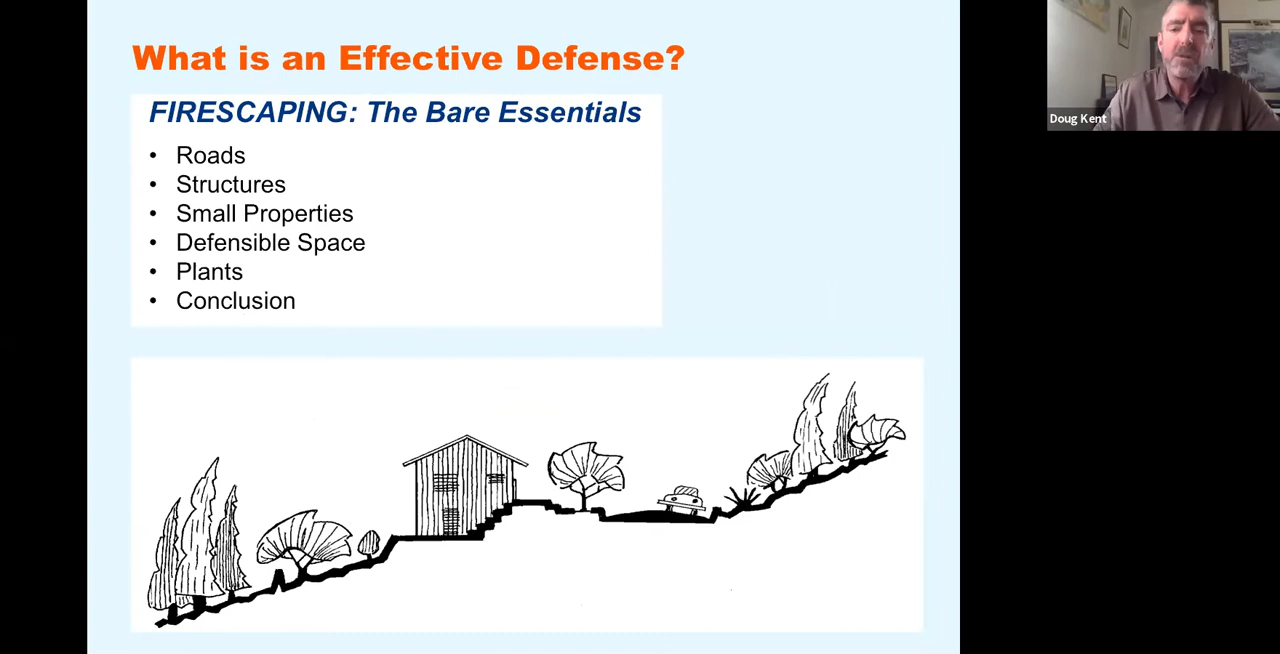 What is an Effective Defense?
FIRESCAPING: The Bare Essentials
• Roads
• Structures
• Small Properties
• Defensible Space
• Plants
• Conclusion
Doug Kent